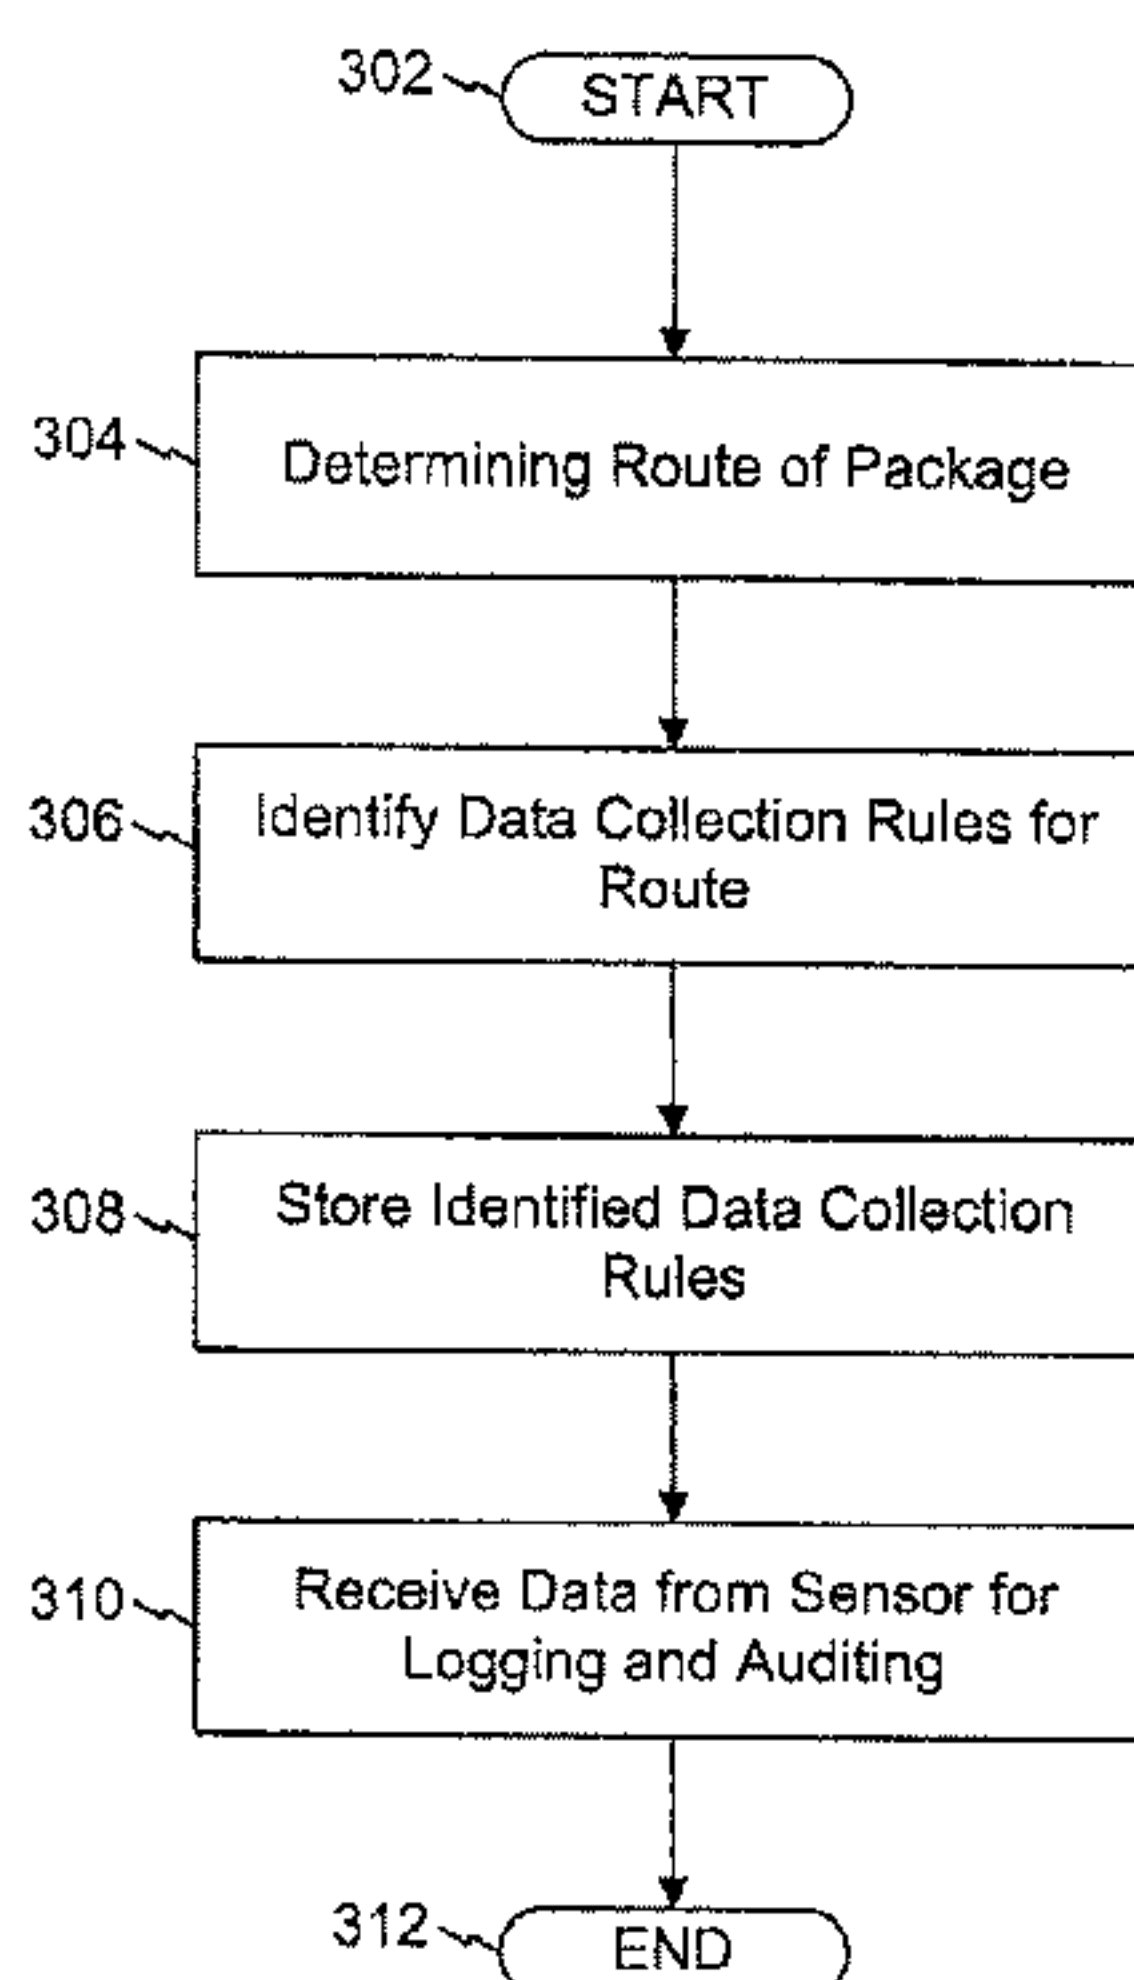 302
START
304
Determining Route of Package
306
Identify Data Collection Rules for
Route
308
Store Identified Data Collection
Rules
310
Receive Data from Sensor for
Logging and Auditing
312
END